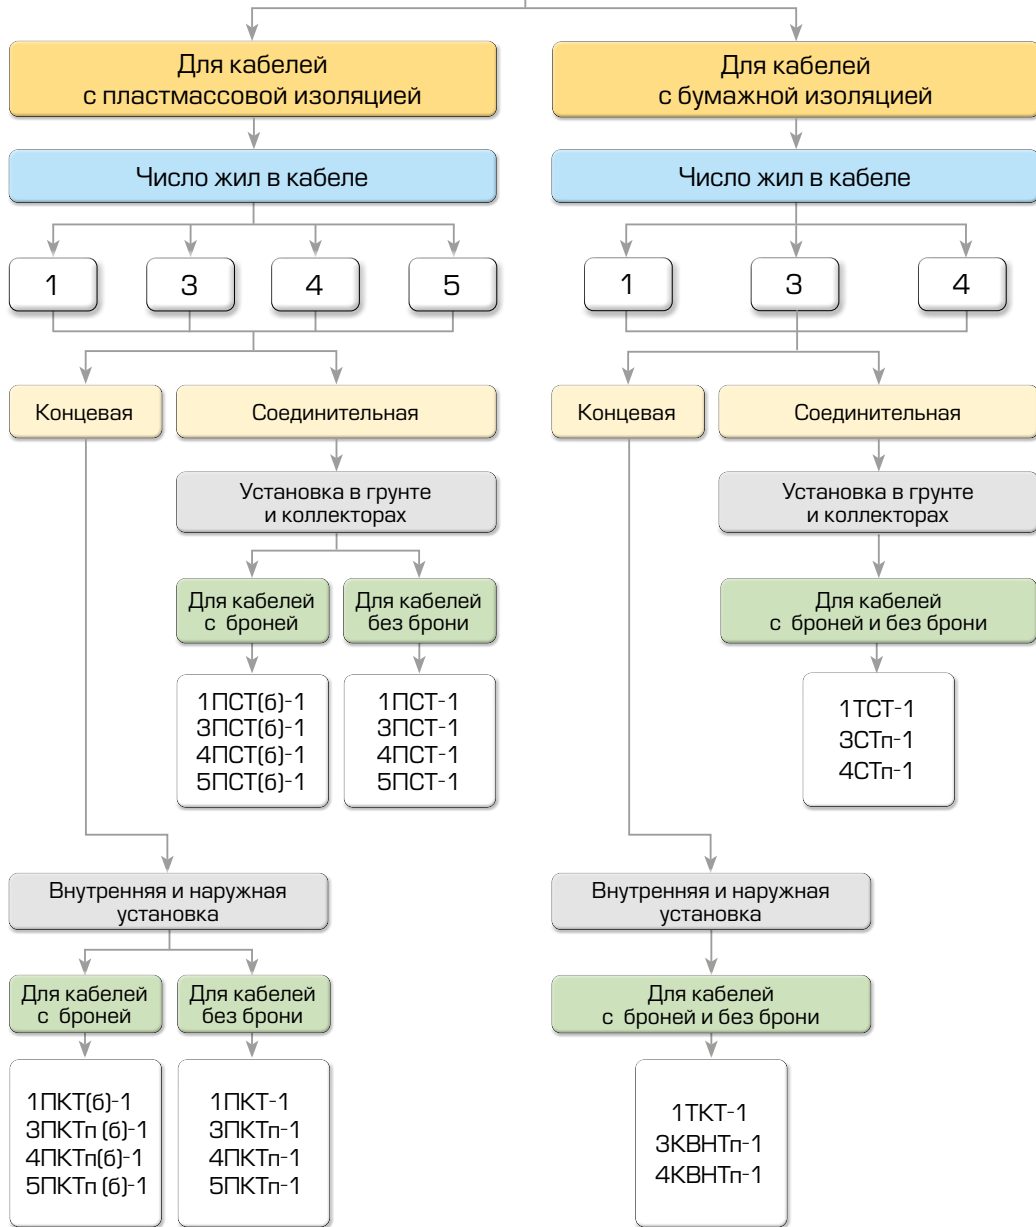 Для кабелей
с пластмассовой изоляцией
Для кабелей
с бумажной изоляцией
Число жил в кабеле
Число жил в кабеле
1
3
4
5
1
3
4
Концевая
Соединительная
Концевая
Соединительная
Установка в грунте
и коллекторах
Установка в грунте
и коллекторах
Для кабелей
с броней
Для кабелей
без брони
Для кабелей
с броней и без брони
1ПСТ(б)-1
3ПСТ(б)-1
4ПСТ(б)-1
5ПСТ(б)-1
1ПСТ-1
3ПСТ-1
4ПСТ-1
5ПСТ-1
1ТСТ-1
3СТп-1
4СТп-1
Внутренняя и наружная
установка
Внутренняя и наружная
установка
Для кабелей
с броней
Для кабелей
без брони
Для кабелей
с броней и без брони
1ПКТ(б)-1
3ПКТп (б)-1
4ПКТп(б)-1
5ПКТп (б)-1
1ПКТ-1
3ПКТп-1
4ПКТп-1
5ПКТп-1
1ТКТ-1
3КВНТп-1
4КВНТп-1